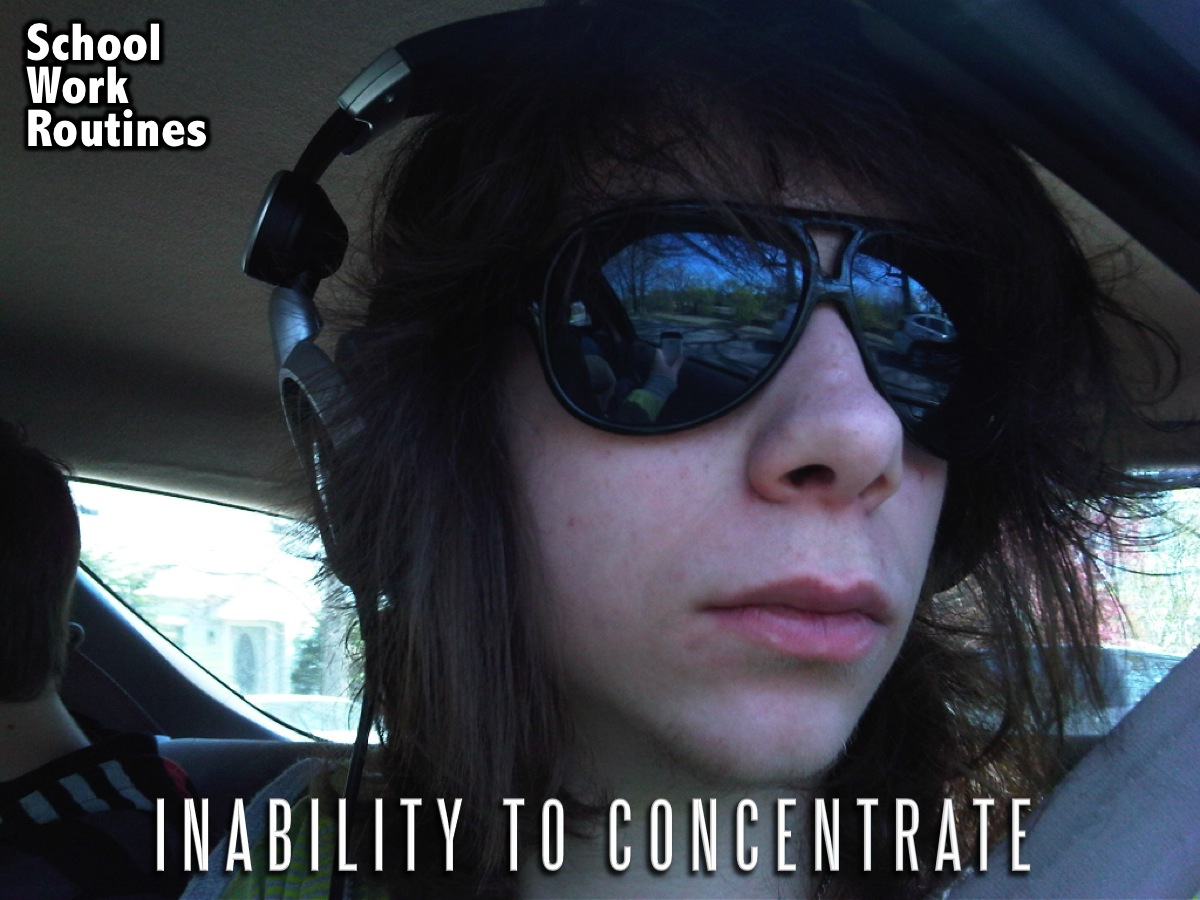 School
Work
Routines
INABILITY TO CONCENTRATE